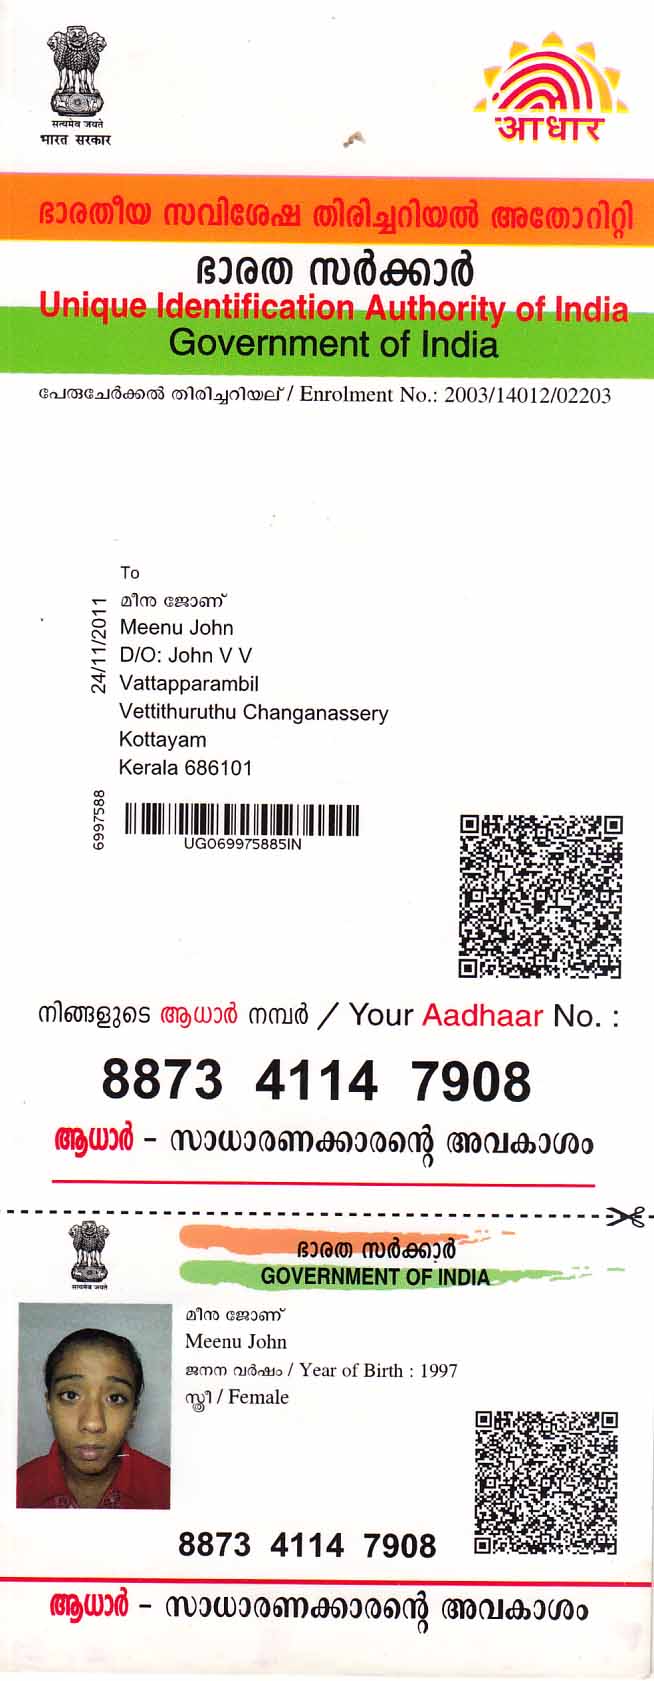 सत्यमेव जयते
भारत सरकार
आधार
ഭാരതീയ സവിശേഷ തിരിച്ചറിയൽ അതോറിറ്റി
ഭാരത സർക്കാർ
Unique Identification Authority of India
Government of India
പേരുചേർക്കൽ തിരിച്ചറിയല് / Enrolment No.: 2003/14012/02203
24/11/2011
To
മീനു ജോണ്
Meenu John
D/O: John V V
Vattapparambil
Vettithuruthu Changanassery
Kottayam
Kerala 686101
6997588
UG069975885IN
നിങ്ങളുടെ ആധാർ നമ്പർ / Your Aadhaar No. :
8873 4114 7908
ആധാർ – സാധാരണക്കാരന്റെ അവകാശം
सत्यमेव जयते
ഭാരത സർക്കാർ
GOVERNMENT OF INDIA
മീനു ജോണ്
Meenu John
ജനന വർഷം / Year of Birth : 1997
സ്ത്രീ / Female
8873 4114 7908
ആധാർ – സാധാരണക്കാരന്റെ അവകാശം